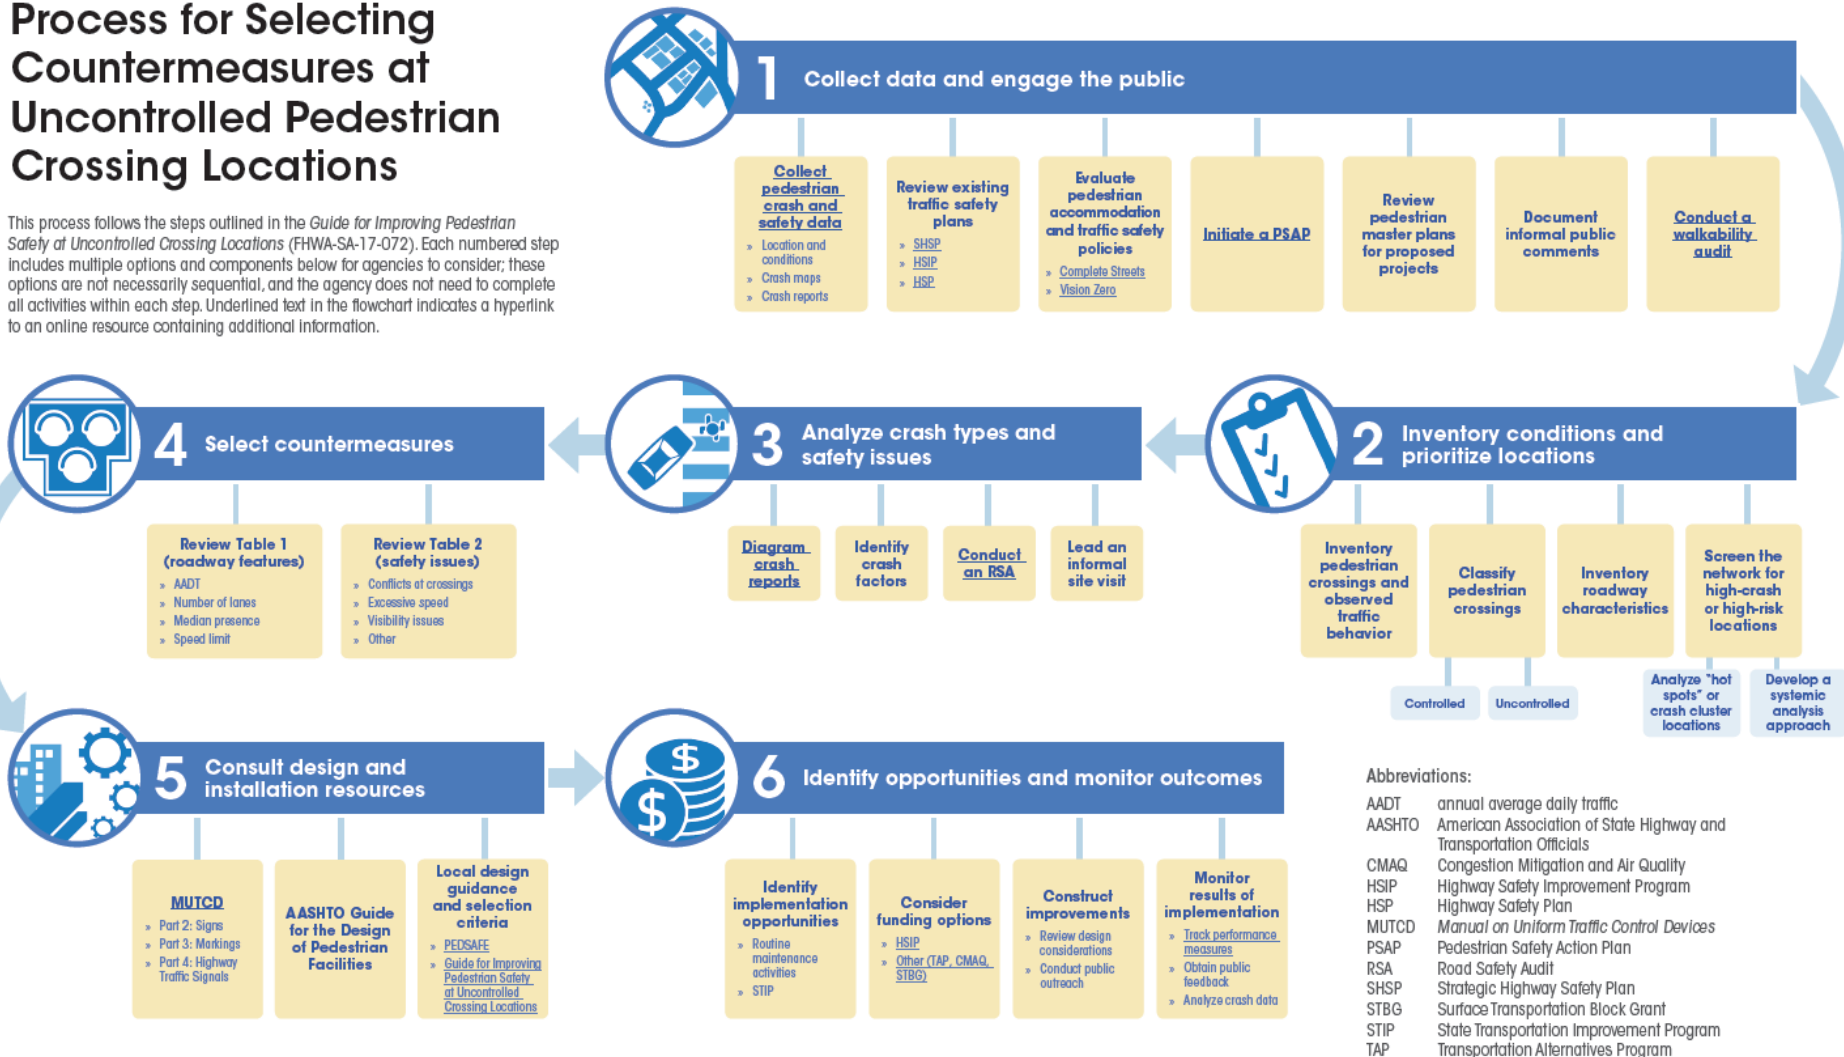 Process for Selecting
Countermeasures at
Uncontrolled Pedestrian
Crossing Locations
This process follows the steps outlined in the Guide for Improving Pedestrian
Safety at Uncontrolled Crossing Locations (FHWA-SA-17-072). Each numbered step
includes multiple options and components below for agencies to consider; these
options are not necessarily sequential, and the agency does not need to complete
all activities within each step. Underlined text in the flowchart indicates a hyperlink
to an online resource containing additional information.
1 Collect data and engage the public
Collect
pedestrian
crash and
safety data
» Location and
conditions
» Crash maps
» Crash reports
Review existing
traffic safety
plans
» SHSP
» HSIP
» HSP
Evaluate
pedestrian
accommodation
and traffic safety
policies
» Complete Streets
» Vision Zero
Initiate a PSAP
Review
pedestrian
master plans
for proposed
projects
Document
informal public
comments
Conduct a
walkability
audit
2 Inventory conditions and
prioritize locations
Inventory
pedestrian
crossings and
observed
traffic
behavior
Classify
pedestrian
crossings
Controlled
Uncontrolled
Inventory
roadway
characteristics
Screen the
network for
high-crash
or high-risk
locations
Analyze "hot
spots" or
crash cluster
locations
Develop a
systemic
analysis
approach
3 Analyze crash types and
safety issues
Diagram
crash
reports
Identify
crash
factors
Conduct
an RSA
Lead an
informal
site visit
4 Select countermeasures
Review Table 1
(roadway features)
» AADT
» Number of lanes
» Median presence
» Speed limit
Review Table 2
(safety issues)
» Conflicts at crossings
» Excessive speed
» Visibility issues
» Other
5 Consult design and
installation resources
MUTCD
» Part 2: Signs
» Part 3: Markings
» Part 4: Highway
Traffic Signals
AASHTO Guide
for the Design
of Pedestrian
Facilities
Local design
guidance
and selection
criteria
» PEDSAFE
» Guide for Improving
Pedestrian Safety
at Uncontrolled
Crossing Locations
$
$
6 Identify opportunities and monitor outcomes
Identify
implementation
opportunities
» Routine
maintenance
activities
» STIP
Consider
funding options
» HSIP
» Other (TAP, CMAQ,
STBG)
Construct
improvements
» Review design
considerations
» Conduct public
outreach
Monitor
results of
implementation
» Track performance
measures
» Obtain public
feedback
» Analyze crash data
Abbreviations:
AADT annual average daily traffic
AASHTO American Association of State Highway and
Transportation Officials
CMAQ Congestion Mitigation and Air Quality
HSIP Highway Safety Improvement Program
HSP Highway Safety Plan
MUTCD Manual on Uniform Traffic Control Devices
PSAP Pedestrian Safety Action Plan
RSA Road Safety Audit
SHSP Strategic Highway Safety Plan
STBG Surface Transportation Block Grant
STIP State Transportation Improvement Program
TAP Transportation Alternatives Program